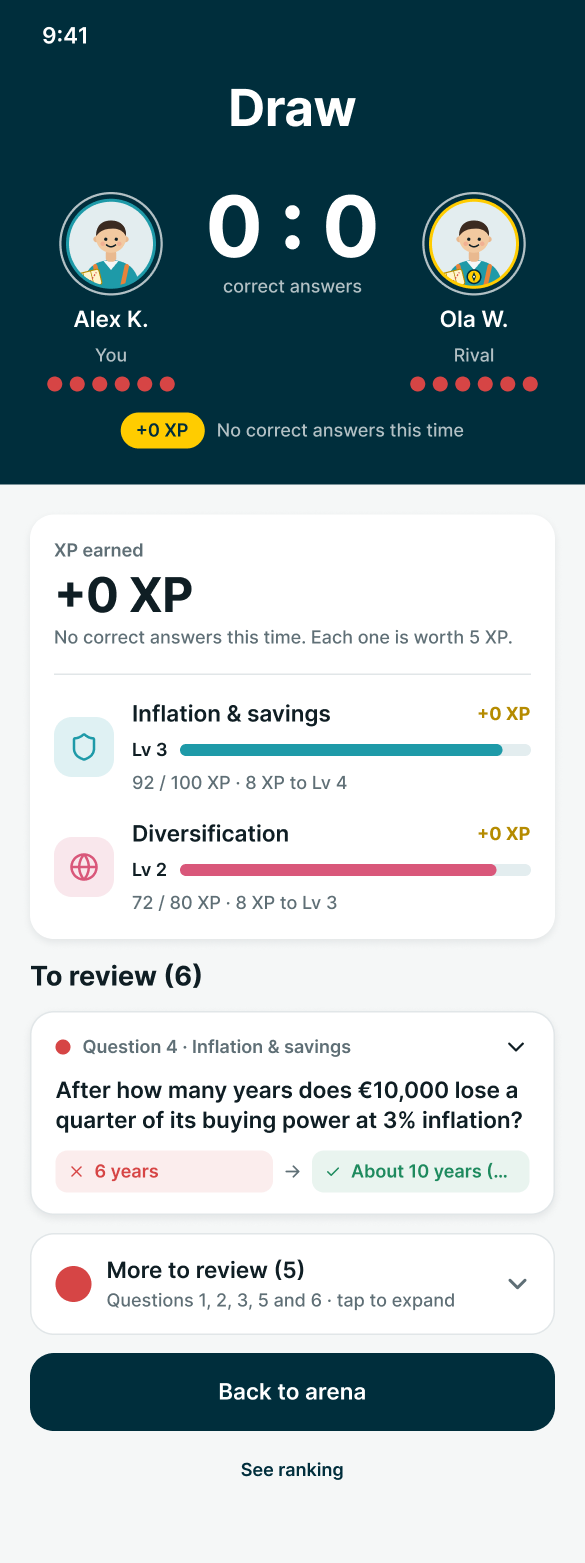 9:41
Draw
0 : 0
correct answers
Alex K.
You
Ola W.
Rival
+0 XP No correct answers this time
XP earned
+0 XP
No correct answers this time. Each one is worth 5 XP.
Inflation & savings +0 XP
Lv 3
92 / 100 XP · 8 XP to Lv 4
Diversification +0 XP
Lv 2
72 / 80 XP · 8 XP to Lv 3
To review (6)
Question 4 · Inflation & savings
After how many years does €10,000 lose a
quarter of its buying power at 3% inflation?
6 years → About 10 years (...
More to review (5)
Questions 1, 2, 3, 5 and 6 · tap to expand
Back to arena
See ranking